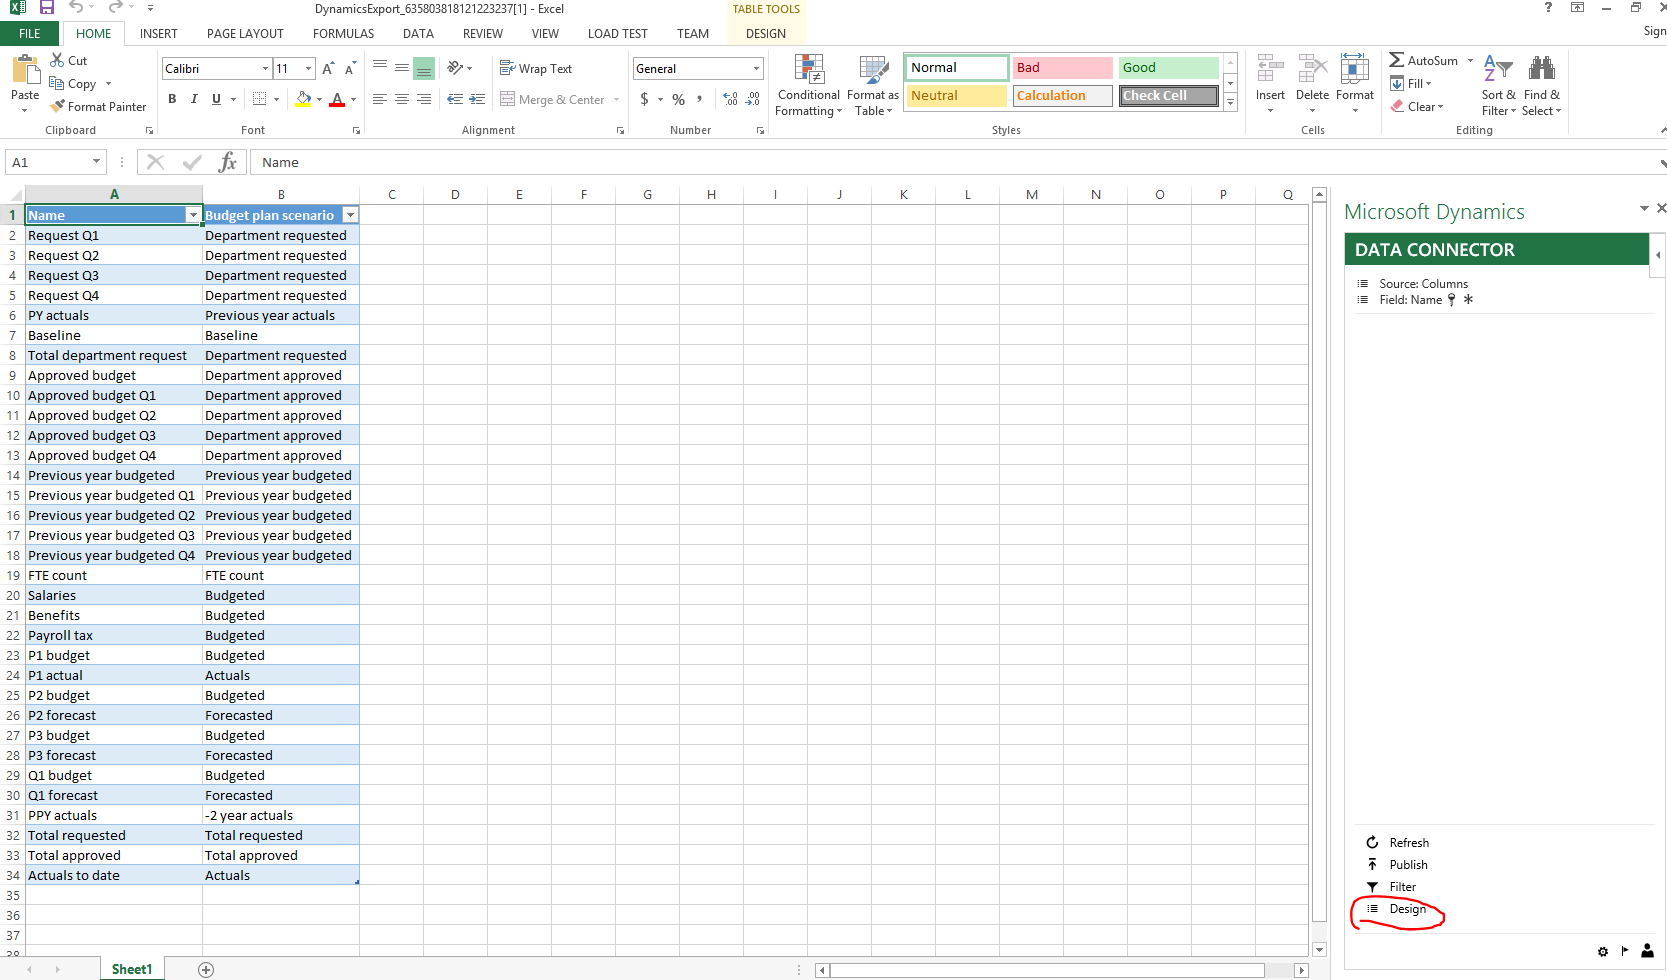 DynamicsExport_635803818121223237[1] - Excel
TABLE TOOLS
?
Sign
FILE HOME INSERT PAGE LAYOUT FORMULAS DATA REVIEW VIEW LOAD TEST TEAM DESIGN
Paste
Cut
Copy
Format Painter
Clipboard
Calibri 11
B I U
Font
Wrap Text
Merge & Center
Alignment
General
$ % ,
Number
Conditional Formatting
Format as Table
Normal Bad Good
Neutral Calculation Check Cell
Styles
Insert Delete Format
Cells
AutoSum
Fill
Clear
Sort & Filter
Find & Select
Editing
A1 fx Name
A B C D E F G H I J K L M N O P Q
1 Name Budget plan scenario
2 Request Q1 Department requested
3 Request Q2 Department requested
4 Request Q3 Department requested
5 Request Q4 Department requested
6 PY actuals Previous year actuals
7 Baseline Baseline
8 Total department request Department requested
9 Approved budget Department approved
10 Approved budget Q1 Department approved
11 Approved budget Q2 Department approved
12 Approved budget Q3 Department approved
13 Approved budget Q4 Department approved
14 Previous year budgeted Previous year budgeted
15 Previous year budgeted Q1 Previous year budgeted
16 Previous year budgeted Q2 Previous year budgeted
17 Previous year budgeted Q3 Previous year budgeted
18 Previous year budgeted Q4 Previous year budgeted
19 FTE count FTE count
20 Salaries Budgeted
21 Benefits Budgeted
22 Payroll tax Budgeted
23 P1 budget Budgeted
24 P1 actual Actuals
25 P2 budget Budgeted
26 P2 forecast Forecasted
27 P3 budget Budgeted
28 P3 forecast Forecasted
29 Q1 budget Budgeted
30 Q1 forecast Forecasted
31 PPY actuals -2 year actuals
32 Total requested Total requested
33 Total approved Total approved
34 Actuals to date Actuals
35
36
37
38
Sheet1
Microsoft Dynamics
DATA CONNECTOR
Source: Columns
Field: Name
Refresh
Publish
Filter
Design